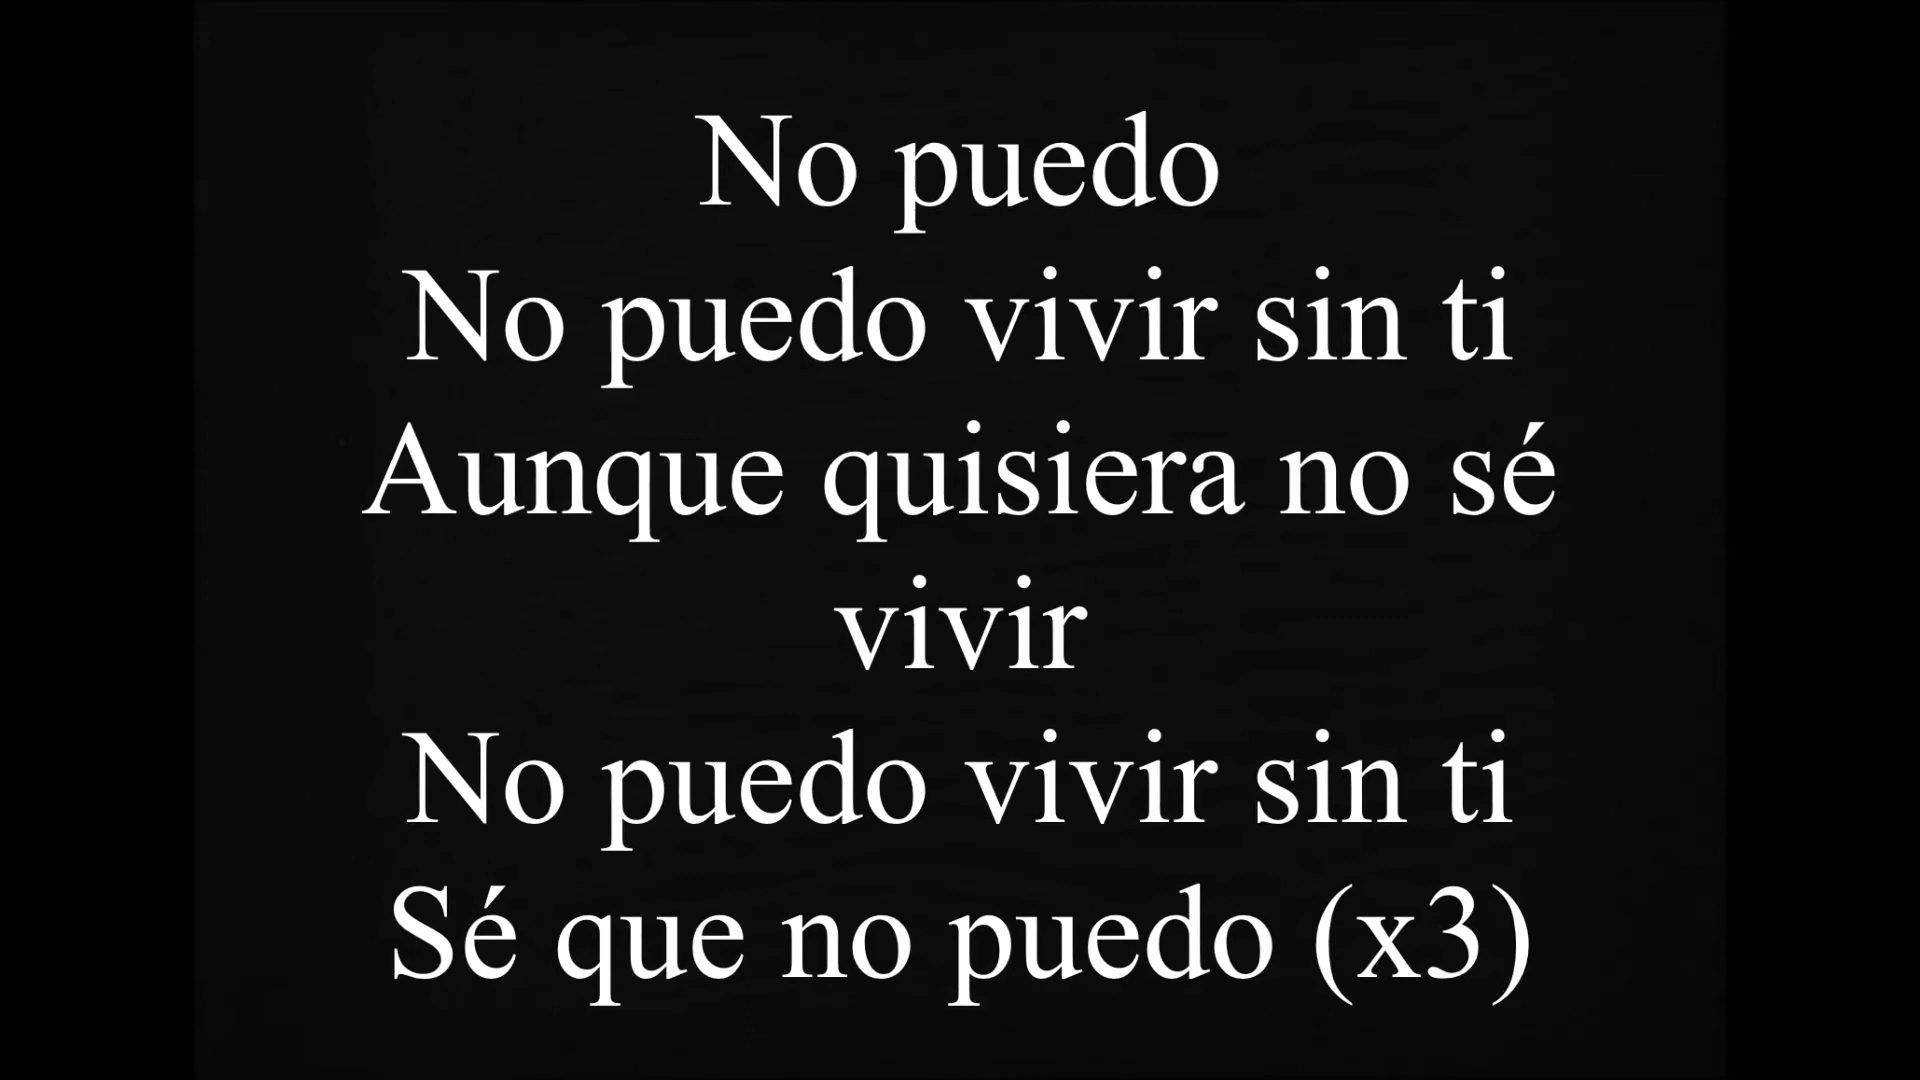 No puedo
No puedo vivir sin ti
Aunque quisiera no sé
vivir
No puedo vivir sin ti
Sé que no puedo (x3)